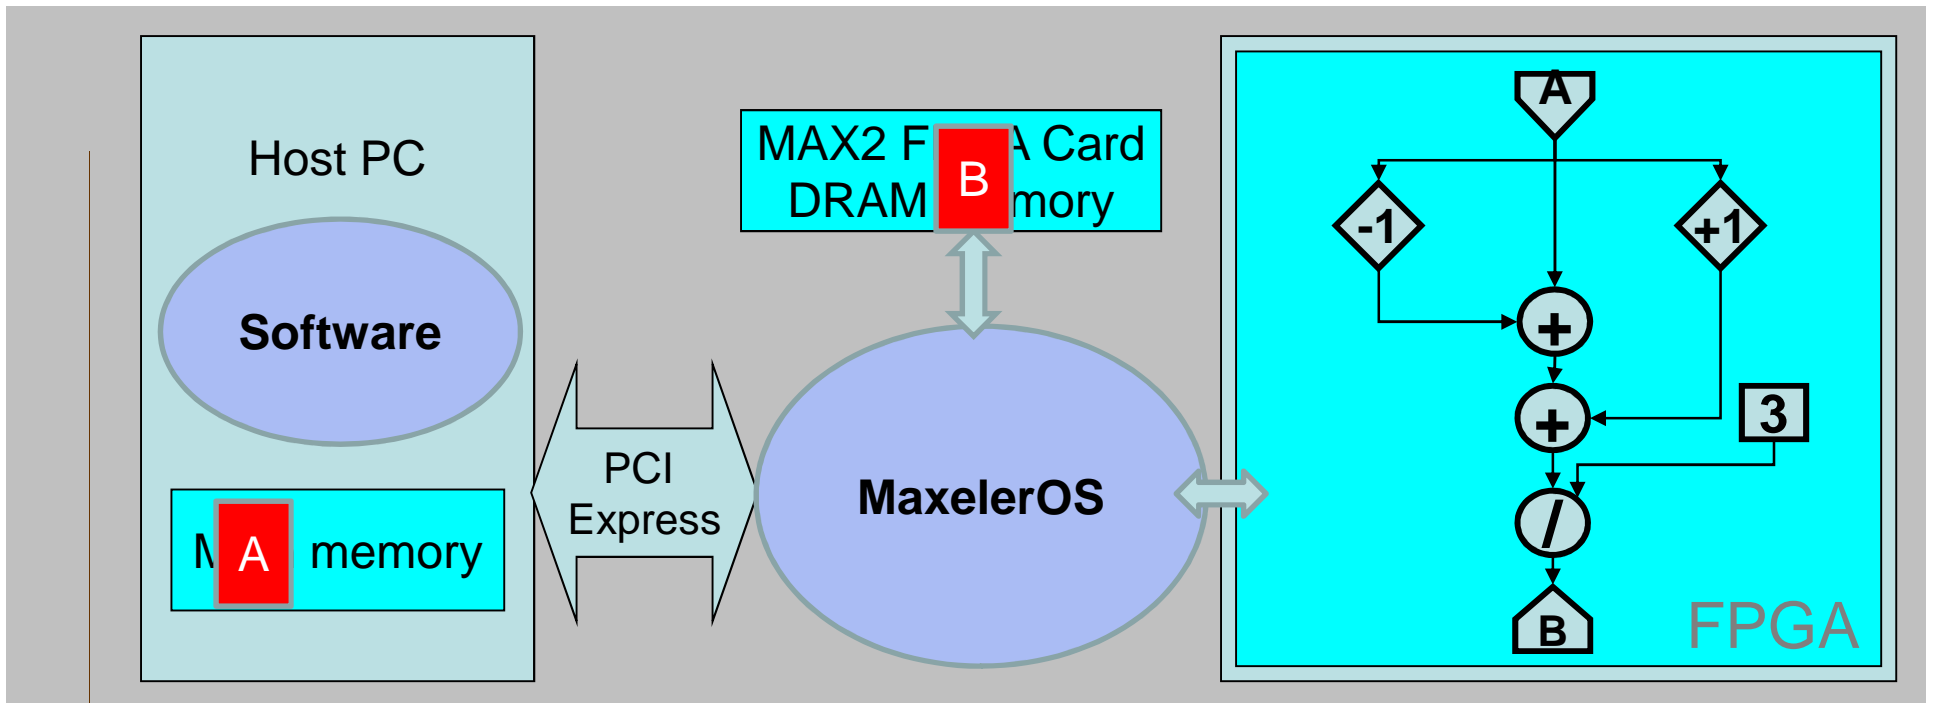 Host PC
Software
A
memory
PCI
Express
MAX2 F A Card
DRAM mory
B
MaxelerOS
A
-1
+1
+
+
3
/
B
FPGA